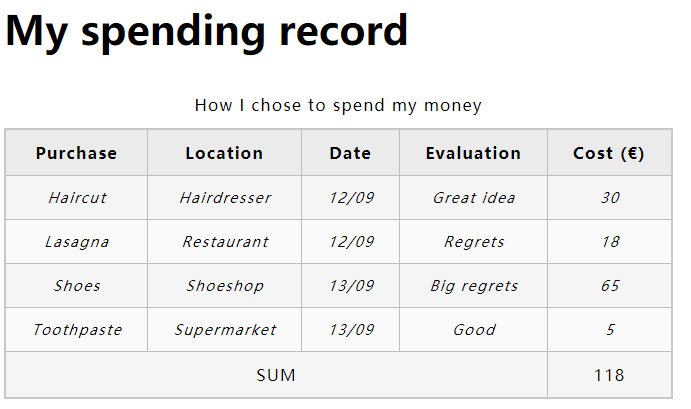 My spending record
How I chose to spend my money
Purchase Location Date Evaluation Cost (€)
Haircut Hairdresser 12/09 Great idea 30
Lasagna Restaurant 12/09 Regrets 18
Shoes Shoeshop 13/09 Big regrets 65
Toothpaste Supermarket 13/09 Good 5
SUM 118